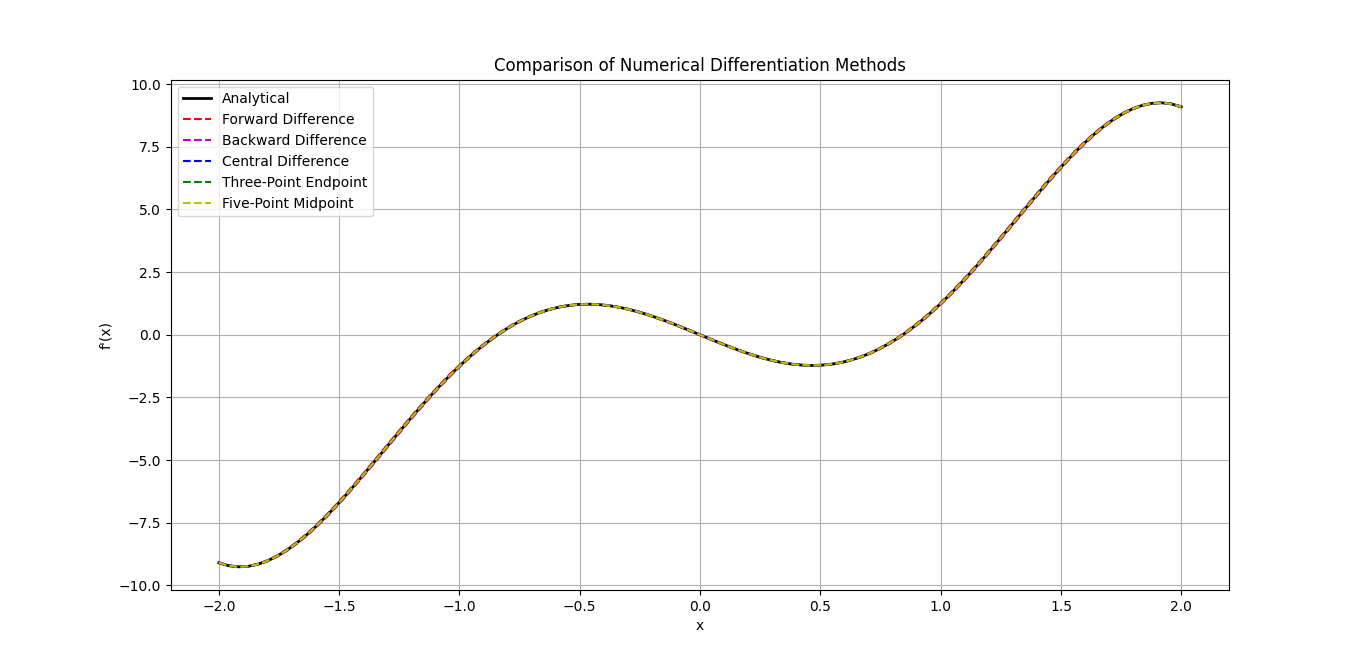 Comparison of Numerical Differentiation Methods
10.0
7.5
5.0
2.5
0.0
−2.5
−5.0
−7.5
−10.0
f'(x)
Analytical
Forward Difference
Backward Difference
Central Difference
Three-Point Endpoint
Five-Point Midpoint
−2.0 −1.5 −1.0 −0.5 0.0 0.5 1.0 1.5 2.0
x